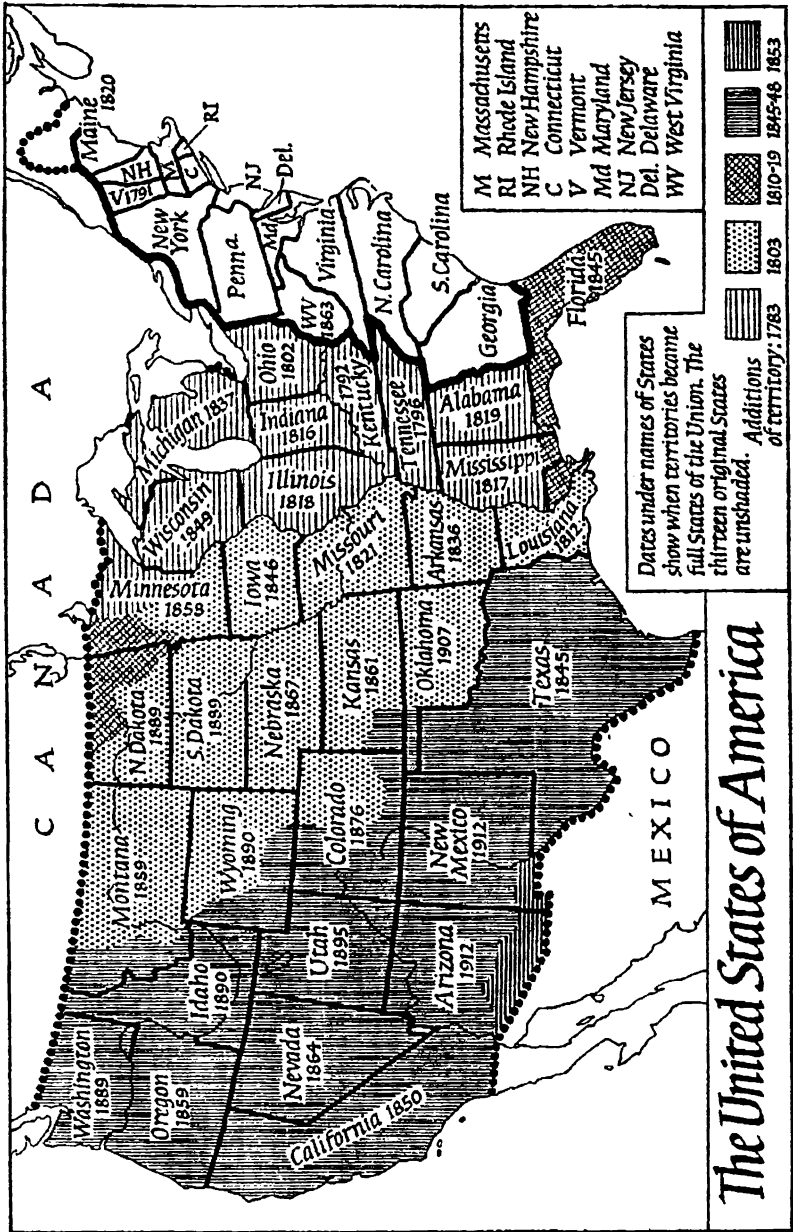 CANADA
Washington
1889
Oregon
1859
California 1850
Nevada
1864
Idaho
1890
Utah
1895
Arizona
1912
Montana
1889
Wyoming
1890
Colorado
1876
New
Mexico
1912
N.Dakota
1889
S.Dakota
1889
Nebraska
1867
Kansas
1861
Oklahoma
1907
Texas
1845
Minnesota
1858
Iowa
1846
Missouri
1821
Arkansas
1836
Louisiana
1812
Wisconsin
1849
Michigan 1837
Illinois
1818
Indiana
1816
Ohio
1802
1792
Kentucky
Tennessee
1796
Mississippi
1817
Alabama
1819
Georgia
Florida
1845
S.Carolina
N.Carolina
Virginia
WV
1863
Md
Del.
NJ
Penna.
New
York
V1791
NH
M
C
RI
Maine
1820
MEXICO
M Massachusetts
RI Rhode Island
NH New Hampshire
C Connecticut
V Vermont
Md Maryland
NJ New Jersey
Del. Delaware
WV West Virginia
Dates under names of States
show when territories became
full States of the Union. The
thirteen original States
are unshaded.
Additions
of territory: 1783
1803
1810-19
1845-48
1853
The United States of America